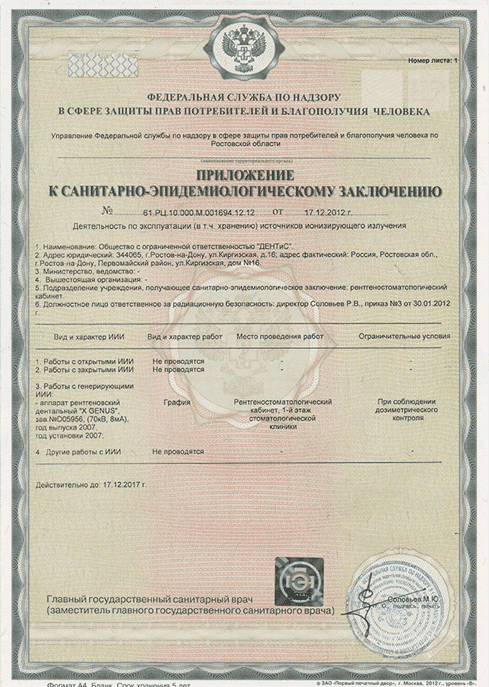 Номер листа: 1
ФЕДЕРАЛЬНАЯ СЛУЖБА ПО НАДЗОРУ
В СФЕРЕ ЗАЩИТЫ ПРАВ ПОТРЕБИТЕЛЕЙ И БЛАГОПОЛУЧИЯ ЧЕЛОВЕКА
Управление Федеральной службы по надзору в сфере защиты прав потребителей и благополучия человека по
Ростовской области
(наименование территориального органа)
ПРИЛОЖЕНИЕ
К САНИТАРНО-ЭПИДЕМИОЛОГИЧЕСКОМУ ЗАКЛЮЧЕНИЮ
№ 61.РЦ.10.000.М.001694.12.12 от 17.12.2012 г.
Деятельность по эксплуатации (в т.ч. хранению) источников ионизирующего излучения
1. Наименование: Общество с ограниченной ответственностью "ДЕНТиС".
2. Адрес юридический: 344065, г.Ростов-на-Дону, ул.Киргизская, д.16; адрес фактический: Россия, Ростовская обл.,
г.Ростов-на-Дону, Первомайский район, ул.Киргизская, дом №16.
3. Министерство, ведомство: -
4. Вышестоящая организация: -
5. Подразделение учреждения, получающее санитарно-эпидемиологическое заключение: рентгеностоматологический
кабинет.
6. Должностное лицо ответственное за радиационную безопасность: директор Соловьев Р.В., приказ №3 от 30.01.2012
г.
Вид и характер ИИИ Вид и характер работ Место проведения работ Ограничительные условия
1. Работы с открытыми ИИИ Не проводятся - -
2. Работы с закрытыми ИИИ Не проводятся - -
3. Работы с генерирующими Графия Рентгеностоматологический При соблюдении
ИИИ: кабинет, 1-й этаж дозиметрического
- аппарат рентгеновский стоматологической контроля
дентальный "X GENUS", клиники
зав.№D05956, (70кВ, 8мА),
год выпуска 2007,
год установки 2007;
4. Другие работы с ИИИ Не проводятся - -
Действительно до: 17.12.2017 г.
Главный государственный санитарный врач
(заместитель главного государственного санитарного врача)
Соловьев М.Ю.
Формат А4. Бланк. Срок хранения 5 лет.
© ЗАО «Первый печатный двор», г. Москва, 2012 г., уровень «В».